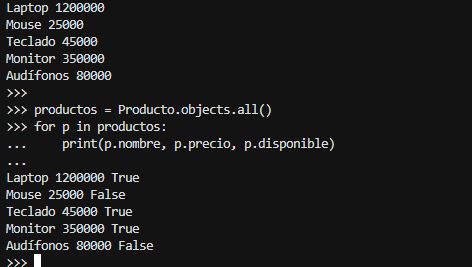 Laptop 1200000
Mouse 25000
Teclado 45000
Monitor 350000
Audífonos 80000
>>>
>>> productos = Producto.objects.all()
>>> for p in productos:
...     print(p.nombre, p.precio, p.disponible)
...
Laptop 1200000 True
Mouse 25000 False
Teclado 45000 True
Monitor 350000 True
Audífonos 80000 False
>>>